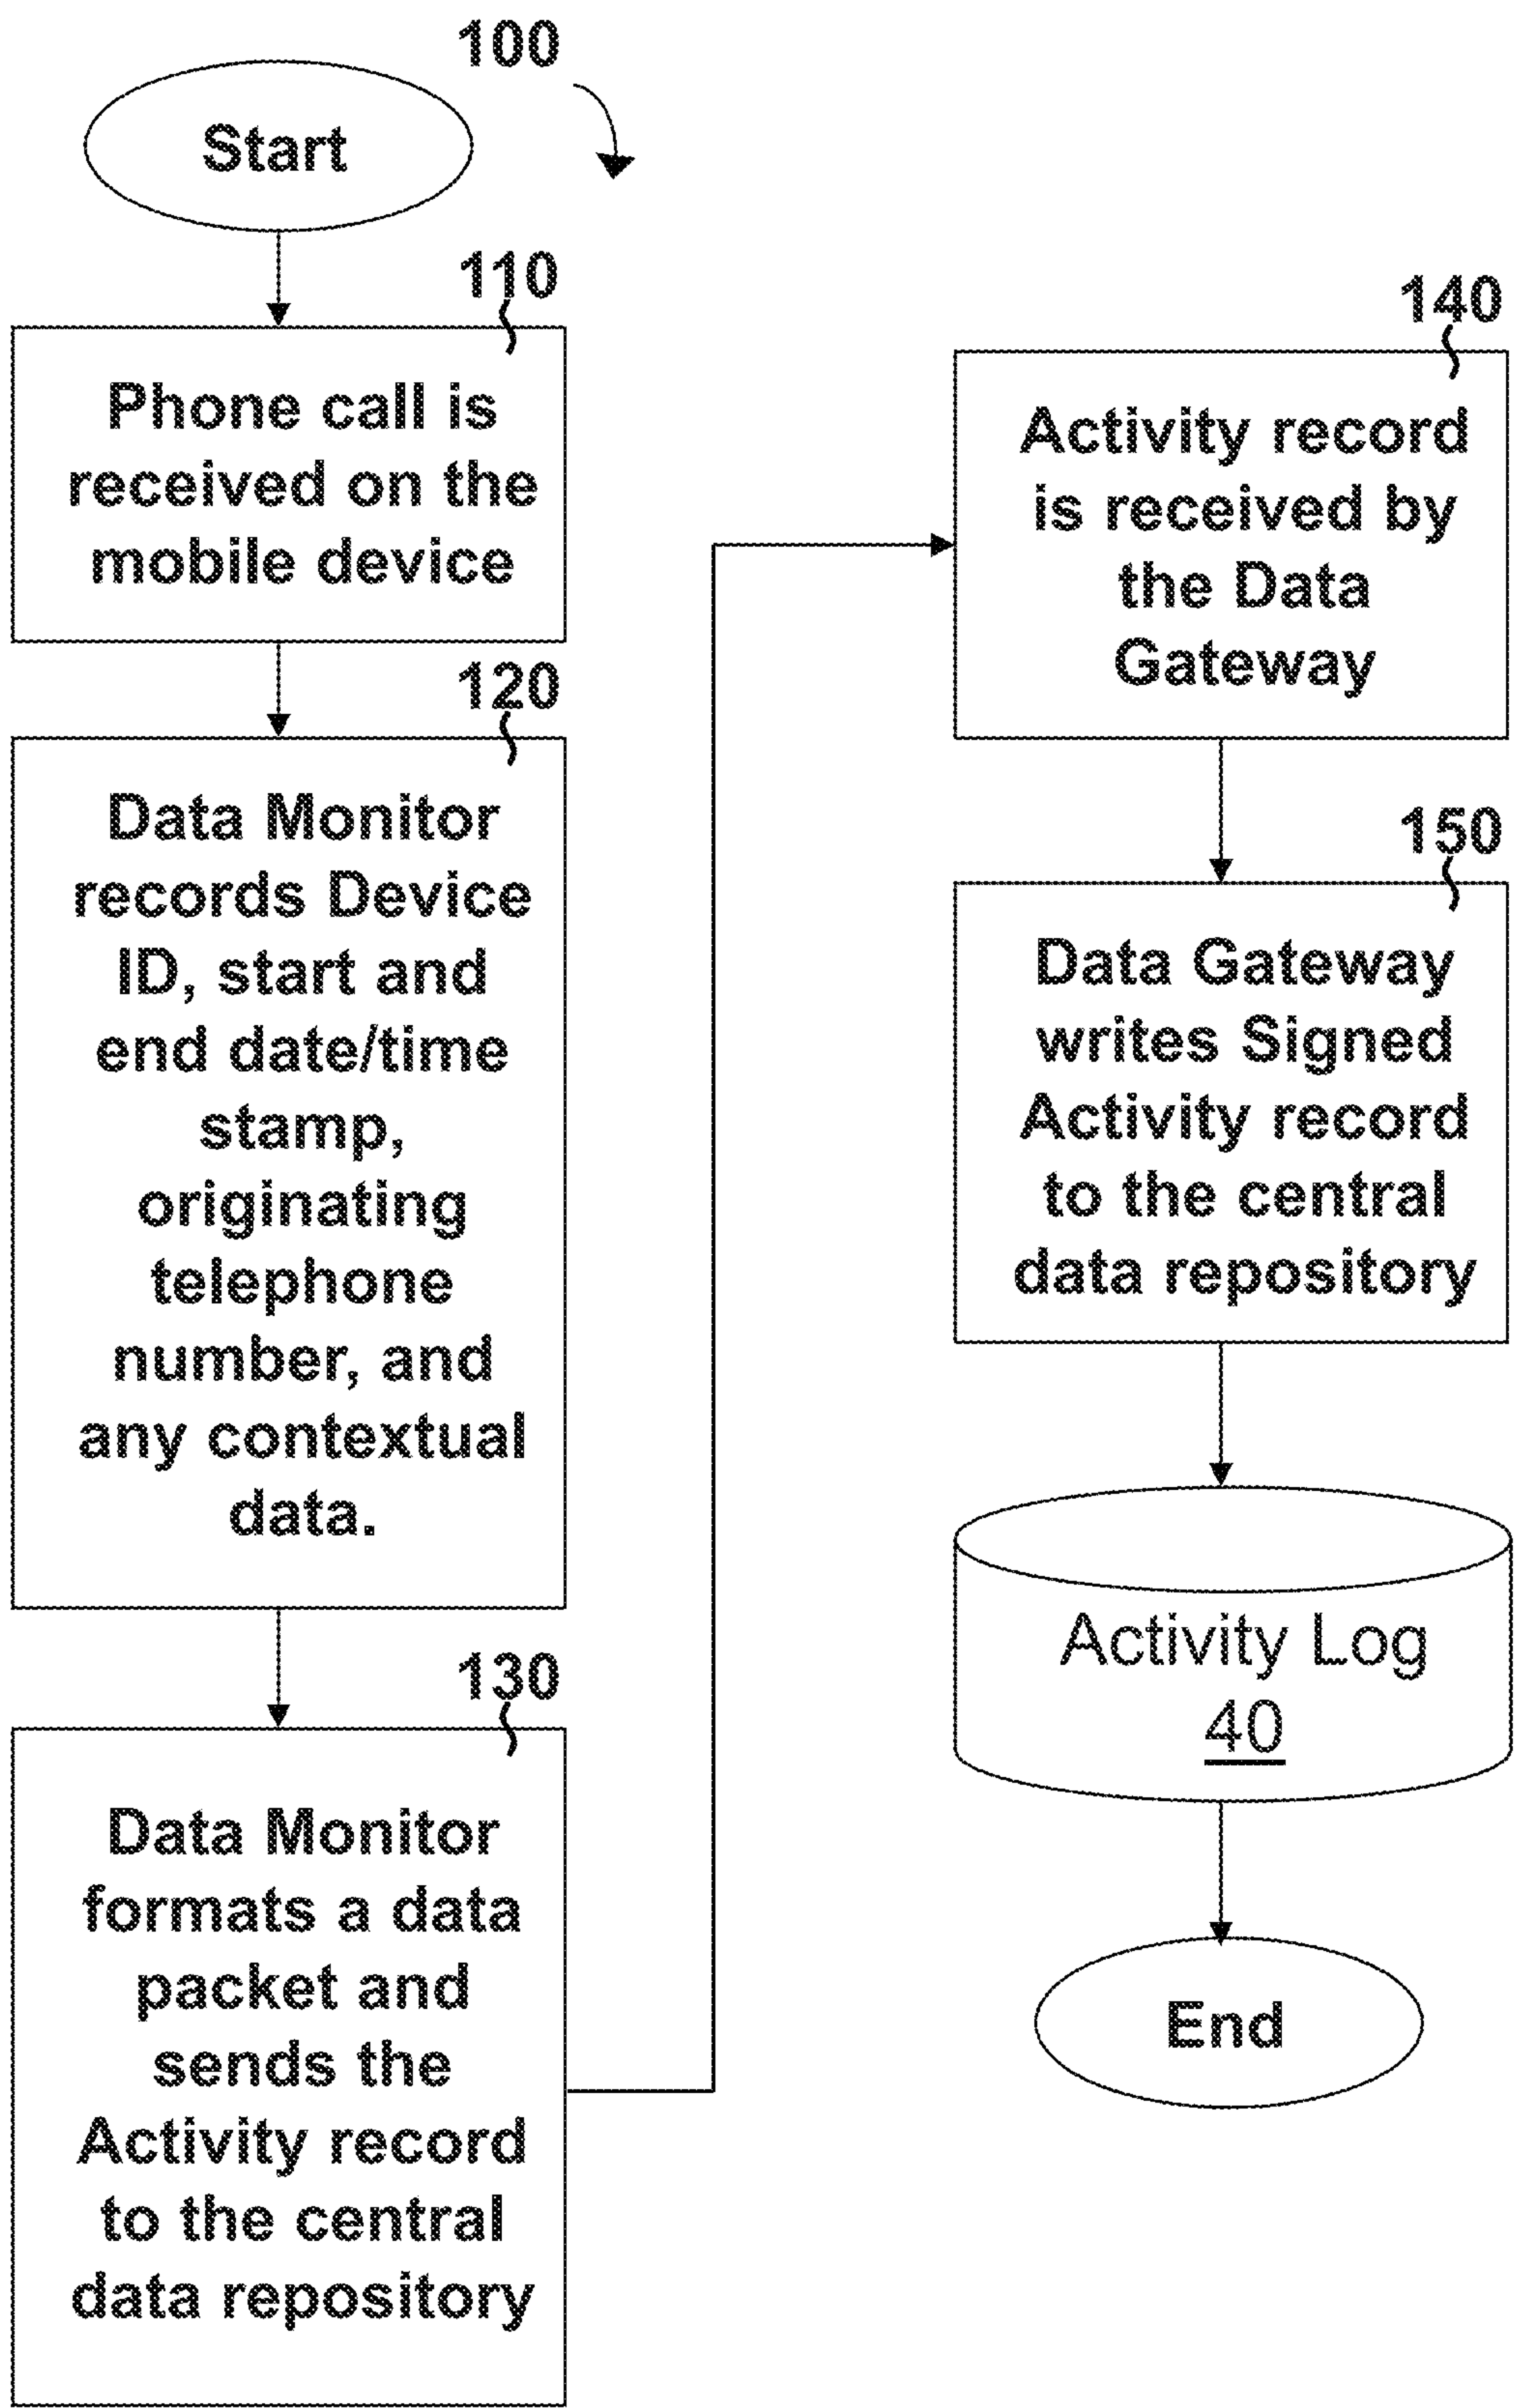 100
Start
110
Phone call is
received on the
mobile device
120
Data Monitor
records Device
ID, start and
end date/time
stamp,
originating
telephone
number, and
any contextual
data.
130
Data Monitor
formats a data
packet and
sends the
Activity record
to the central
data repository
140
Activity record
is received by
the Data
Gateway
150
Data Gateway
writes Signed
Activity record
to the central
data repository
Activity Log
40
End